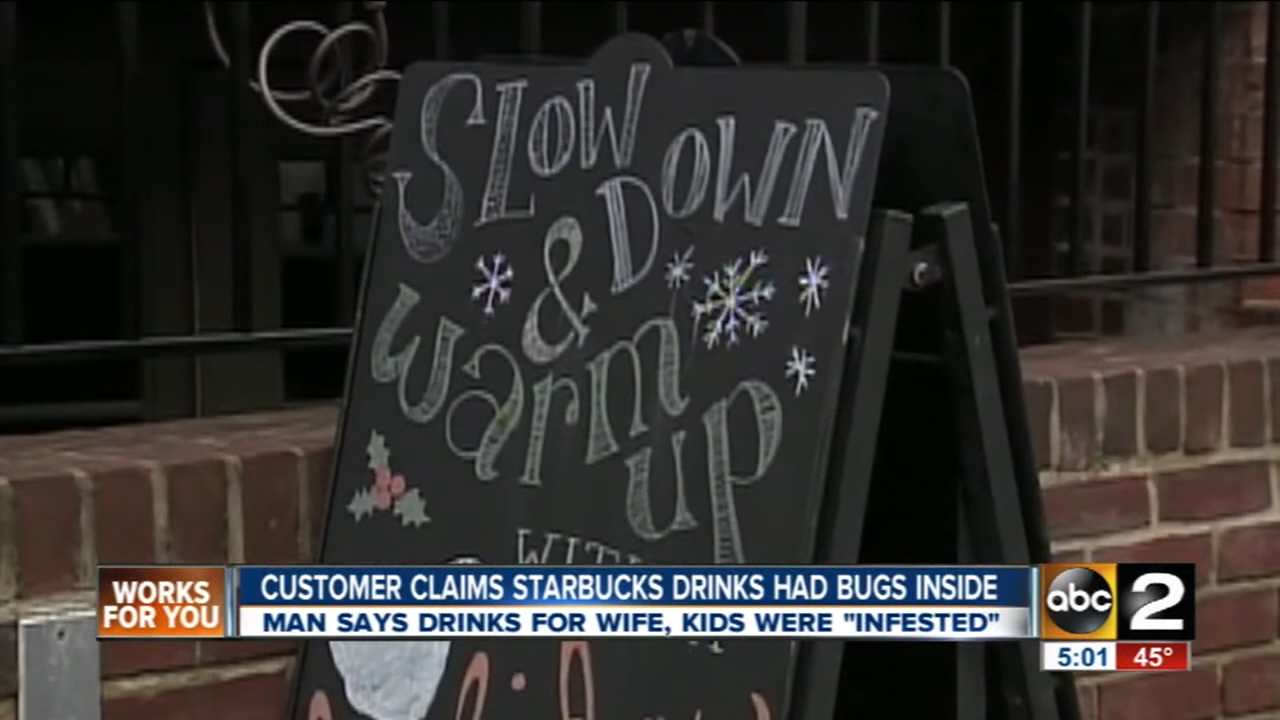 SLOW
DOWN
&
warm
up
WITH
WORKS
FOR YOU
CUSTOMER CLAIMS STARBUCKS DRINKS HAD BUGS INSIDE
MAN SAYS DRINKS FOR WIFE, KIDS WERE "INFESTED"
abc 2
5:01 45°